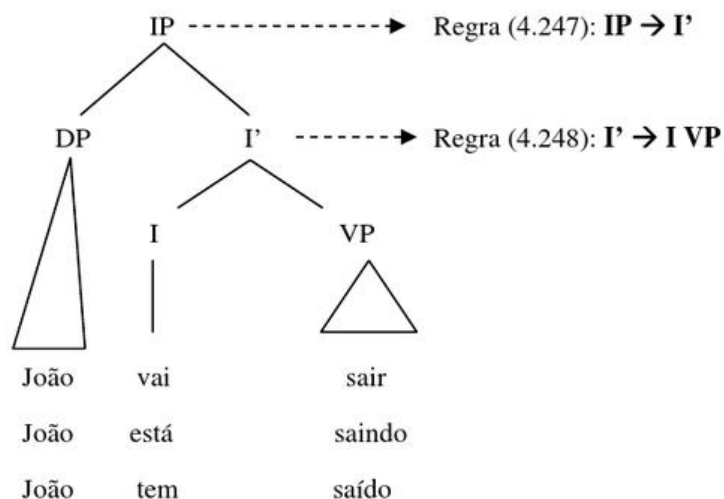 IP Regra (4.247): IP → I’
DP I’ Regra (4.248): I’ → I VP
I VP
João vai sair
João está saindo
João tem saído